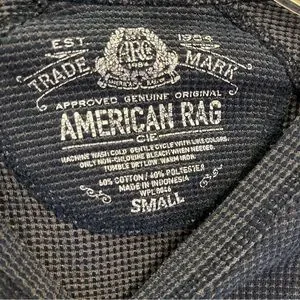 EST ARC 1984
TRADE MARK
APPROVED GENUINE ORIGINAL
AMERICAN RAG
CIE
MACHINE WASH COLD GENTLE CYCLE WITH LIKE COLORS.
ONLY NON-CHLORINE BLEACH WHEN NEEDED.
TUMBLE DRY LOW. WARM IRON.
60% COTTON / 40% POLYESTER
MADE IN INDONESIA
WPL 9844
SMALL